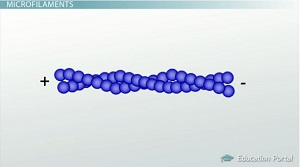 MICROFILAMENTS
+ -
Education Portal